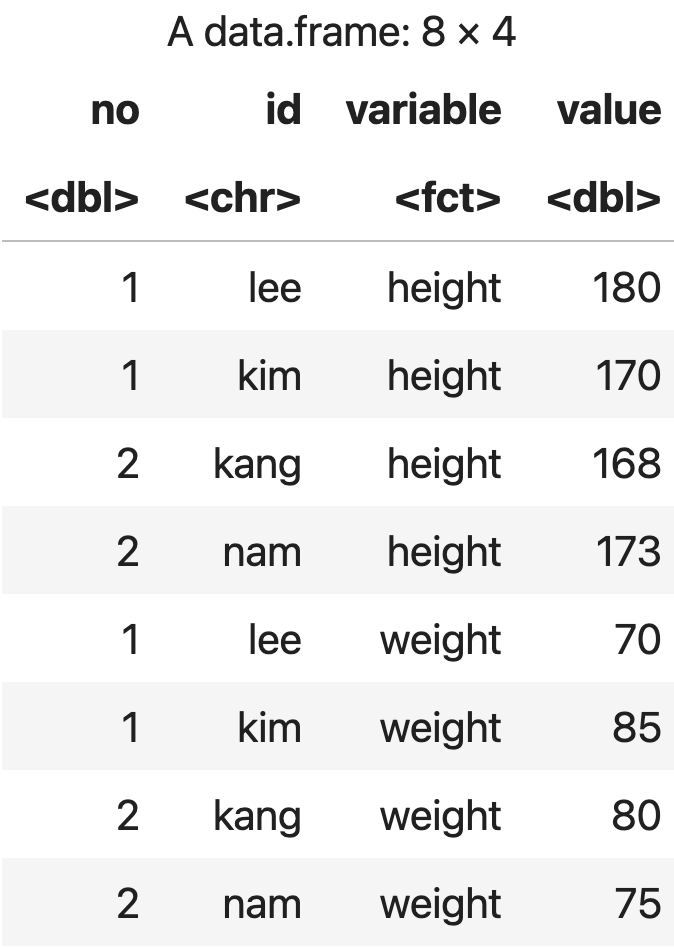 A data.frame: 8 × 4
no id variable value
<dbl> <chr> <fct> <dbl>
1 lee height 180
1 kim height 170
2 kang height 168
2 nam height 173
1 lee weight 70
1 kim weight 85
2 kang weight 80
2 nam weight 75